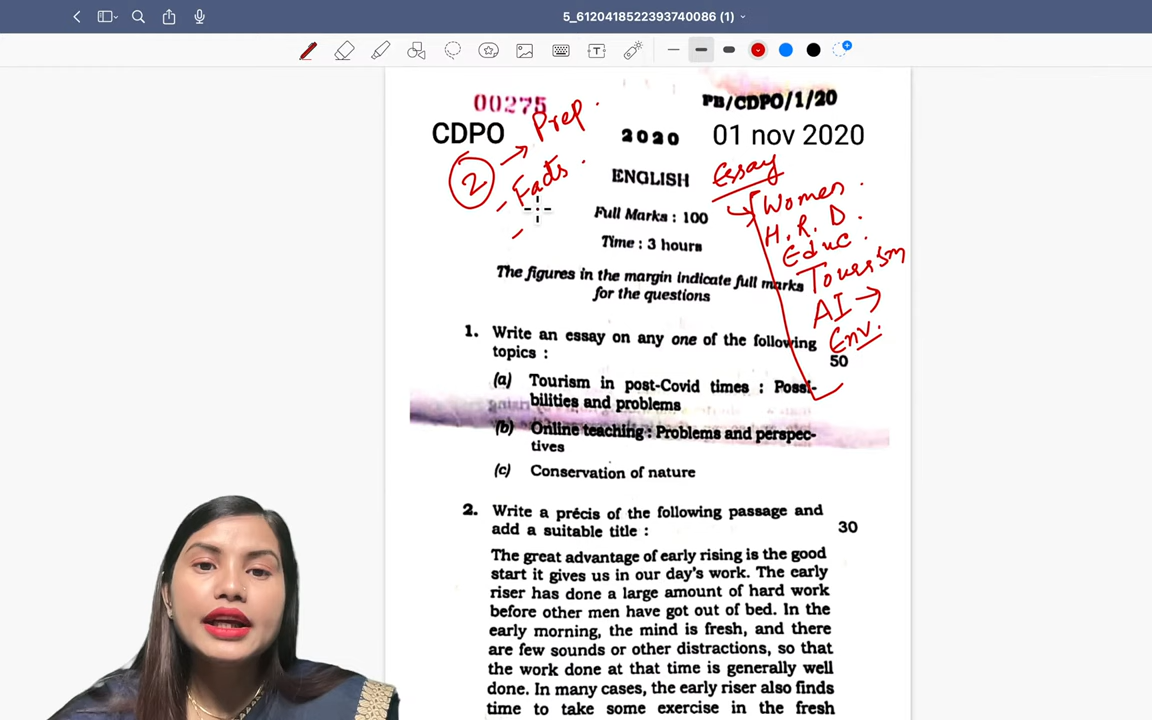 5_6120418522393740086 (1)
00275
PB/CDPO/1/20
CDPO
2020
01 nov 2020
2 → Prep.
- Facts.
-
ENGLISH
Full Marks : 100
Time : 3 hours
The figures in the margin indicate full marks
for the questions
Essay
Women.
H. R. D.
Educ.
Tourism
AI →
Env.
1. Write an essay on any one of the following
topics : 50
(a) Tourism in post-Covid times : Possi-
bilities and problems
(b) Online teaching : Problems and perspec-
tives
(c) Conservation of nature
2. Write a précis of the following passage and
add a suitable title : 30
The great advantage of early rising is the good
start it gives us in our day's work. The early
riser has done a large amount of hard work
before other men have got out of bed. In the
early morning, the mind is fresh, and there
are few sounds or other distractions, so that
the work done at that time is generally well
done. In many cases, the early riser also finds
time to take some exercise in the fresh